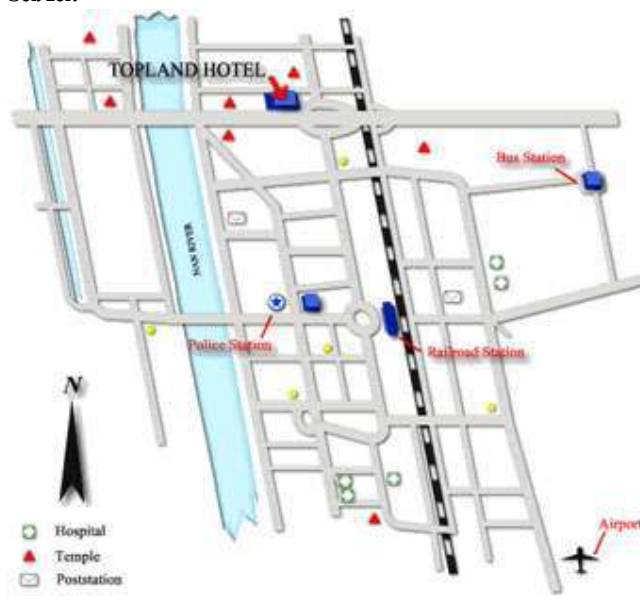 TOPLAND HOTEL
Bus Station
NAN RIVER
Police Station
Railroad Station
N
Airport
Hospital
Temple
Poststation